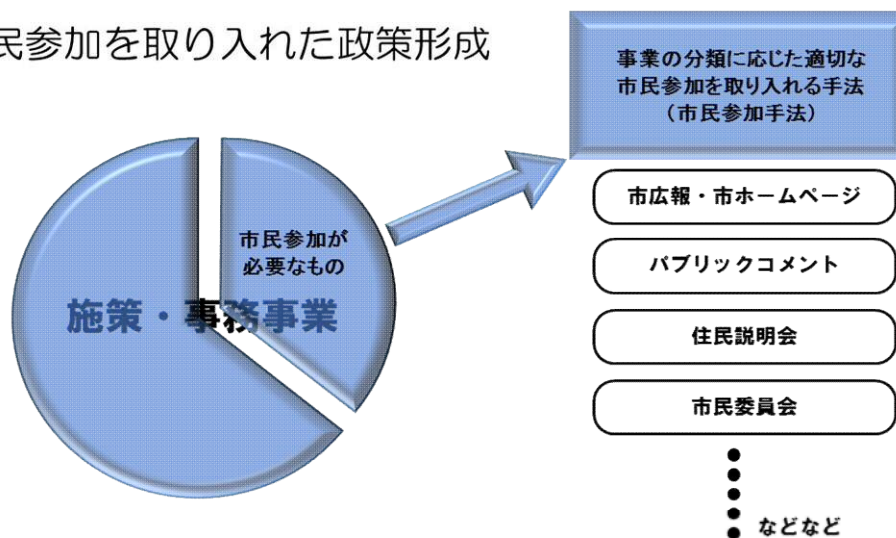 民参加を取り入れた政策形成
事業の分類に応じた適切な
市民参加を取り入れる手法
（市民参加手法）
市民参加が
必要なもの
施策・事務事業
市広報・市ホームページ
パブリックコメント
住民説明会
市民委員会
などなど